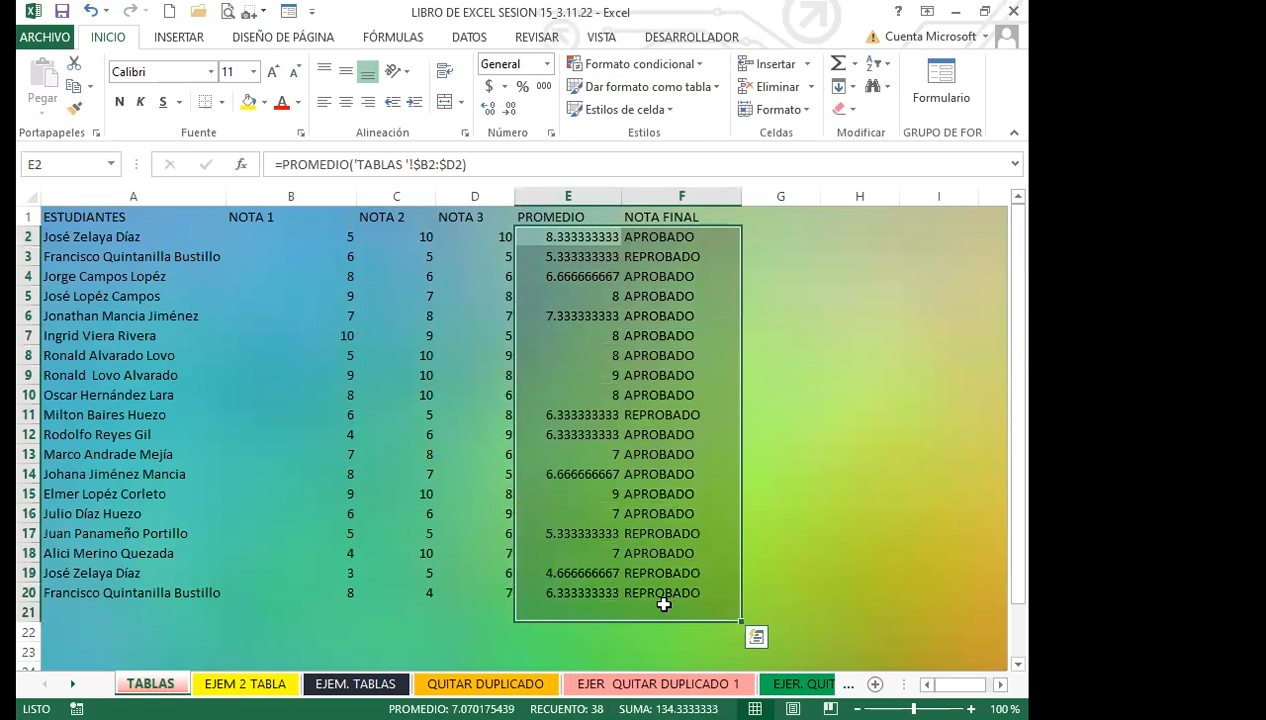 LIBRO DE EXCEL SESION 15_3.11.22 - Excel
ARCHIVO INICIO INSERTAR DISEÑO DE PÁGINA FÓRMULAS DATOS REVISAR VISTA DESARROLLADOR Cuenta Microsoft
Pegar
Calibri 11
N K S
General
$ % 000
Formato condicional
Dar formato como tabla
Estilos de celda
Insertar
Eliminar
Formato
Formulario
Portapapeles Fuente Alineación Número Estilos Celdas Modificar GRUPO DE FOR
E2 fx =PROMEDIO('TABLAS '!$B2:$D2)
A B C D E F G H I
1 ESTUDIANTES NOTA 1 NOTA 2 NOTA 3 PROMEDIO NOTA FINAL
2 José Zelaya Díaz 5 10 10 8.333333333 APROBADO
3 Francisco Quintanilla Bustillo 6 5 5 5.333333333 REPROBADO
4 Jorge Campos Lopéz 8 6 6 6.666666667 APROBADO
5 José Lopéz Campos 9 7 8 8 APROBADO
6 Jonathan Mancia Jiménez 7 8 7 7.333333333 APROBADO
7 Ingrid Viera Rivera 10 9 5 8 APROBADO
8 Ronald Alvarado Lovo 5 10 9 8 APROBADO
9 Ronald  Lovo Alvarado 9 10 8 9 APROBADO
10 Oscar Hernández Lara 8 10 6 8 APROBADO
11 Milton Baires Huezo 6 5 8 6.333333333 REPROBADO
12 Rodolfo Reyes Gil 4 6 9 6.333333333 APROBADO
13 Marco Andrade Mejía 7 8 6 7 APROBADO
14 Johana Jiménez Mancia 8 7 5 6.666666667 APROBADO
15 Elmer Lopéz Corleto 9 10 8 9 APROBADO
16 Julio Díaz Huezo 6 6 9 7 APROBADO
17 Juan Panameño Portillo 5 5 6 5.333333333 REPROBADO
18 Alici Merino Quezada 4 10 7 7 APROBADO
19 José Zelaya Díaz 3 5 6 4.666666667 REPROBADO
20 Francisco Quintanilla Bustillo 8 4 7 6.333333333 REPROBADO
21
22
23
TABLAS EJEM 2 TABLA EJEM. TABLAS QUITAR DUPLICADO EJER  QUITAR DUPLICADO 1 EJER. QUIT ...
LISTO PROMEDIO: 7.070175439 RECUENTO: 38 SUMA: 134.3333333 100 %